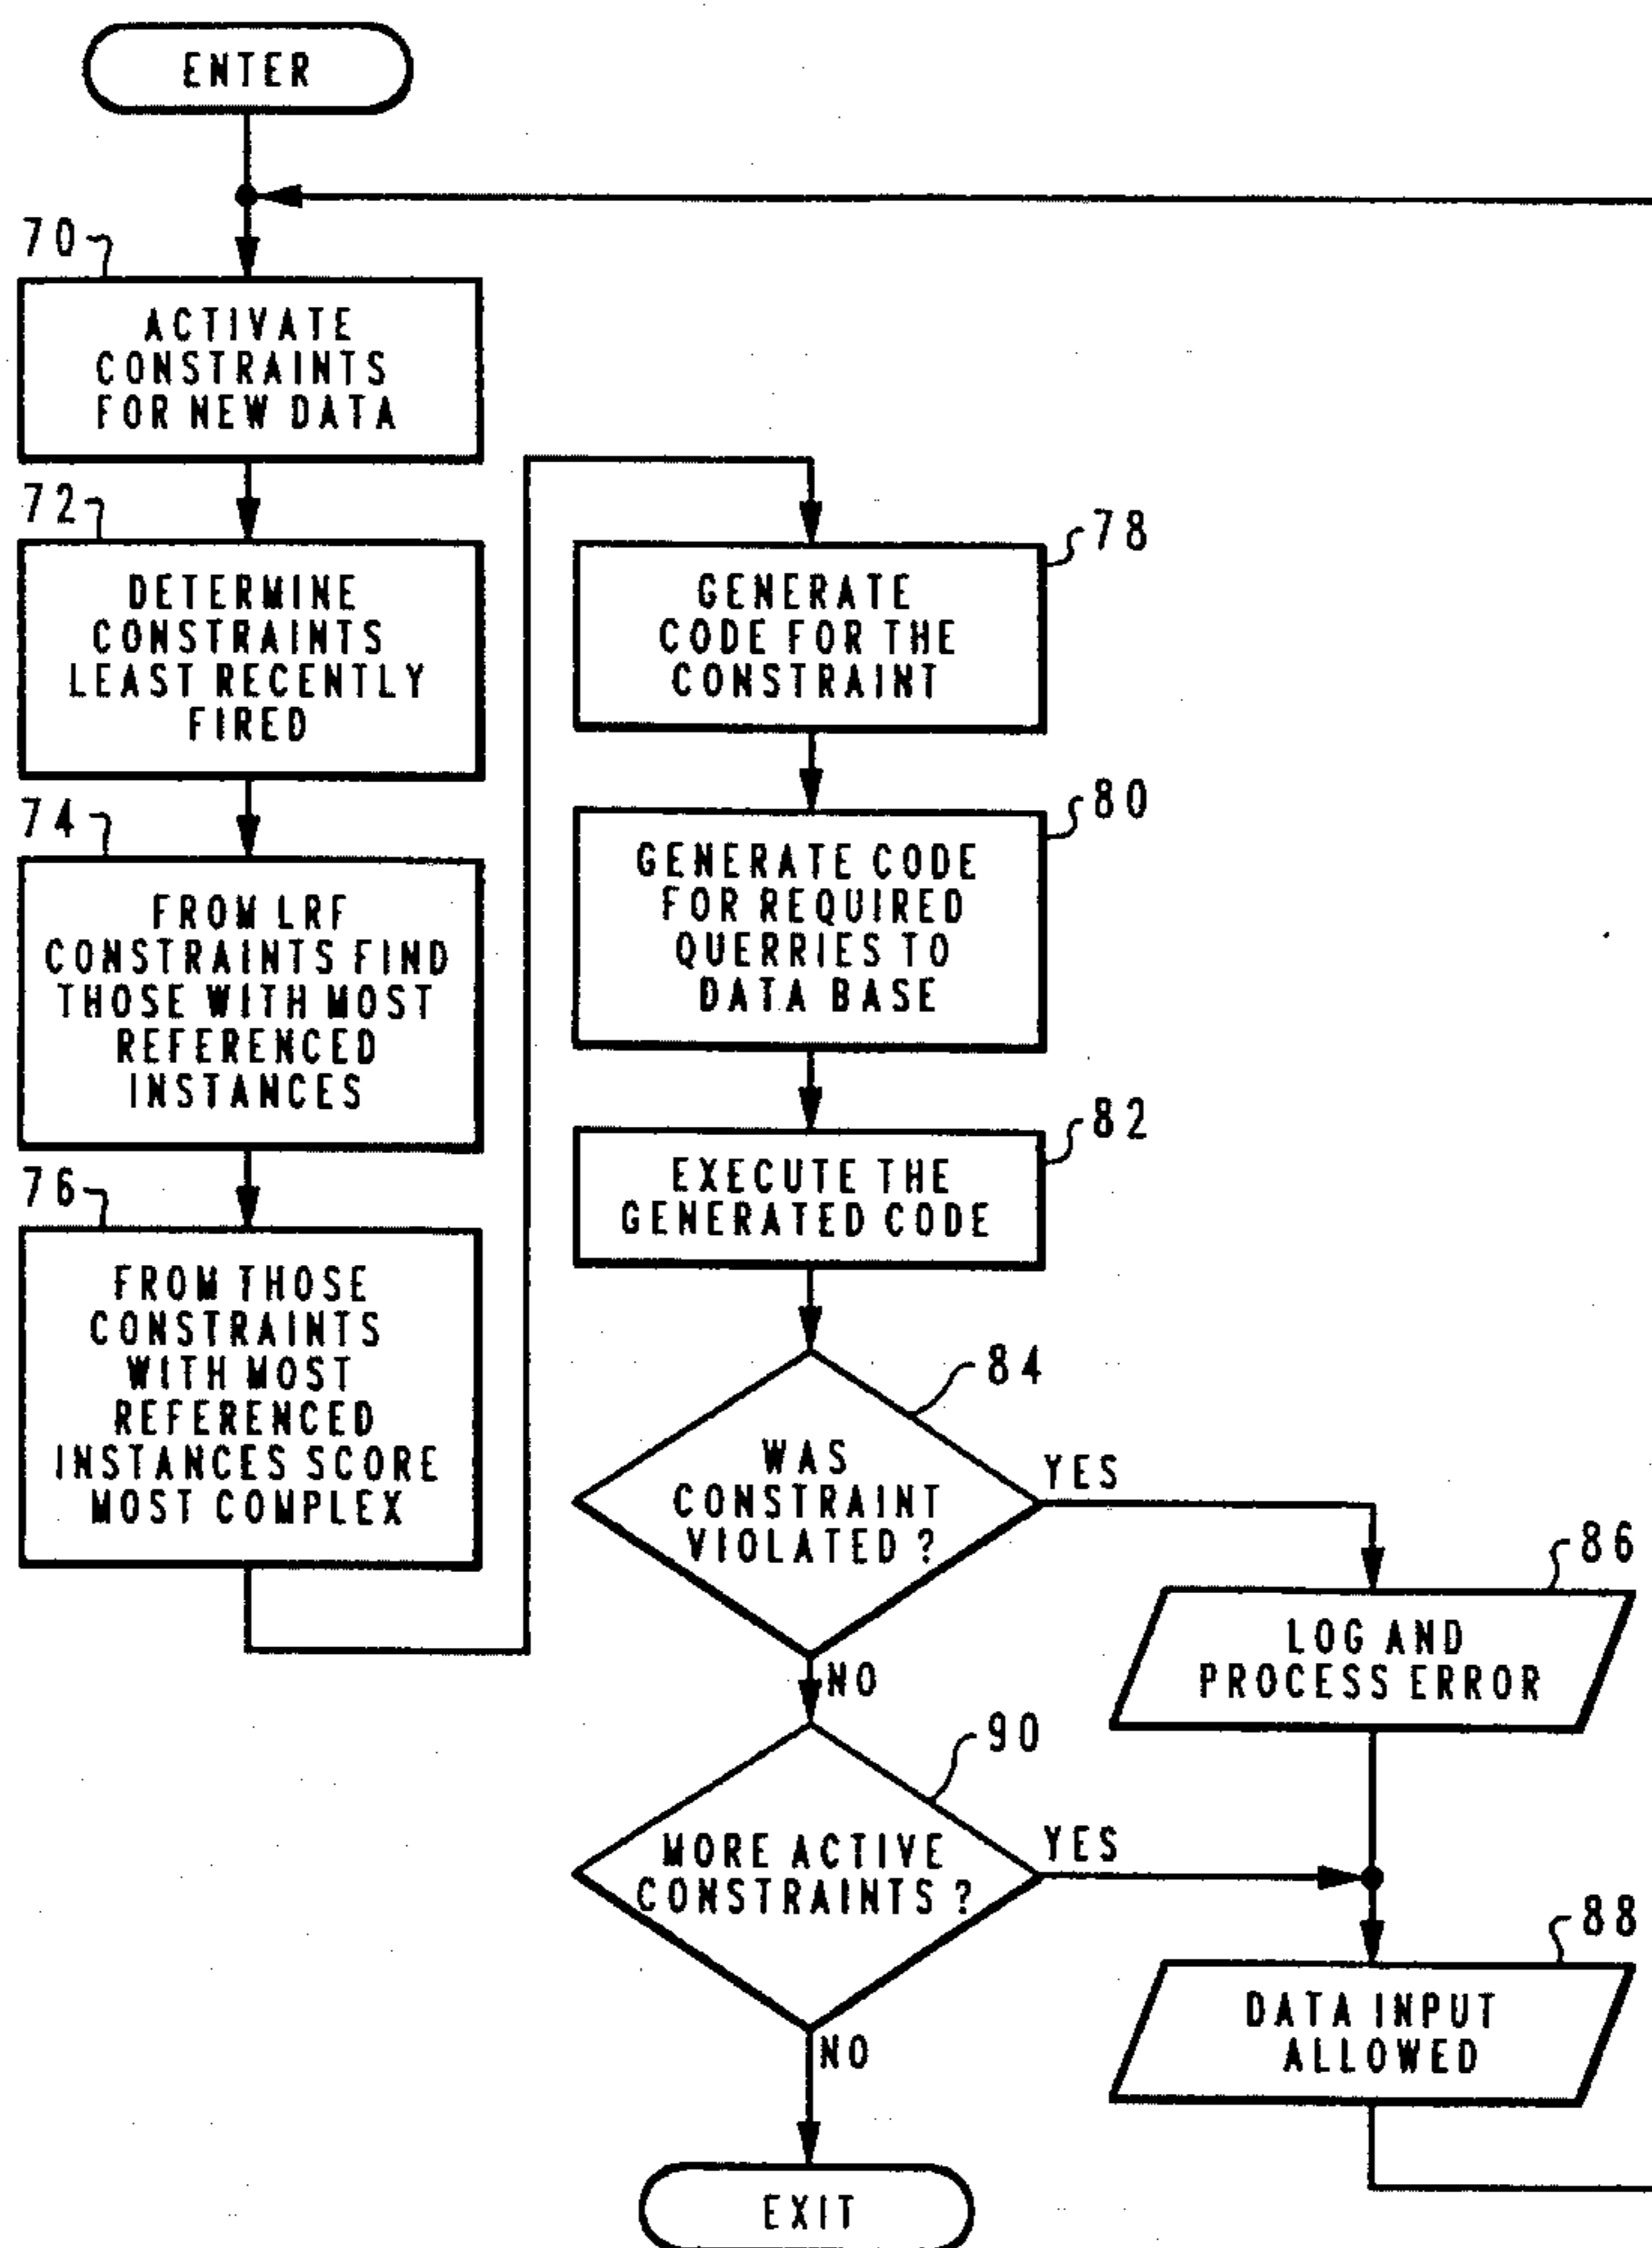 ENTER
70
ACTIVATE
CONSTRAINTS
FOR NEW DATA
72
DETERMINE
CONSTRAINTS
LEAST RECENTLY
FIRED
74
FROM LRF
CONSTRAINTS FIND
THOSE WITH MOST
REFERENCED
INSTANCES
76
FROM THOSE
CONSTRAINTS
WITH MOST
REFERENCED
INSTANCES SCORE
MOST COMPLEX
78
GENERATE
CODE FOR THE
CONSTRAINT
80
GENERATE CODE
FOR REQUIRED
QUERRIES TO
DATA BASE
82
EXECUTE THE
GENERATED CODE
84
WAS
CONSTRAINT
VIOLATED ?
YES
NO
86
LOG AND
PROCESS ERROR
90
MORE ACTIVE
CONSTRAINTS ?
YES
NO
88
DATA INPUT
ALLOWED
EXIT